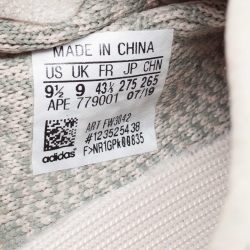 MADE IN CHINA
US UK FR JP CHN
9½ 9 43⅓ 275 265
APE 779001 07/19
ART FW3042
#123525438
F>NR1GPk00835
adidas